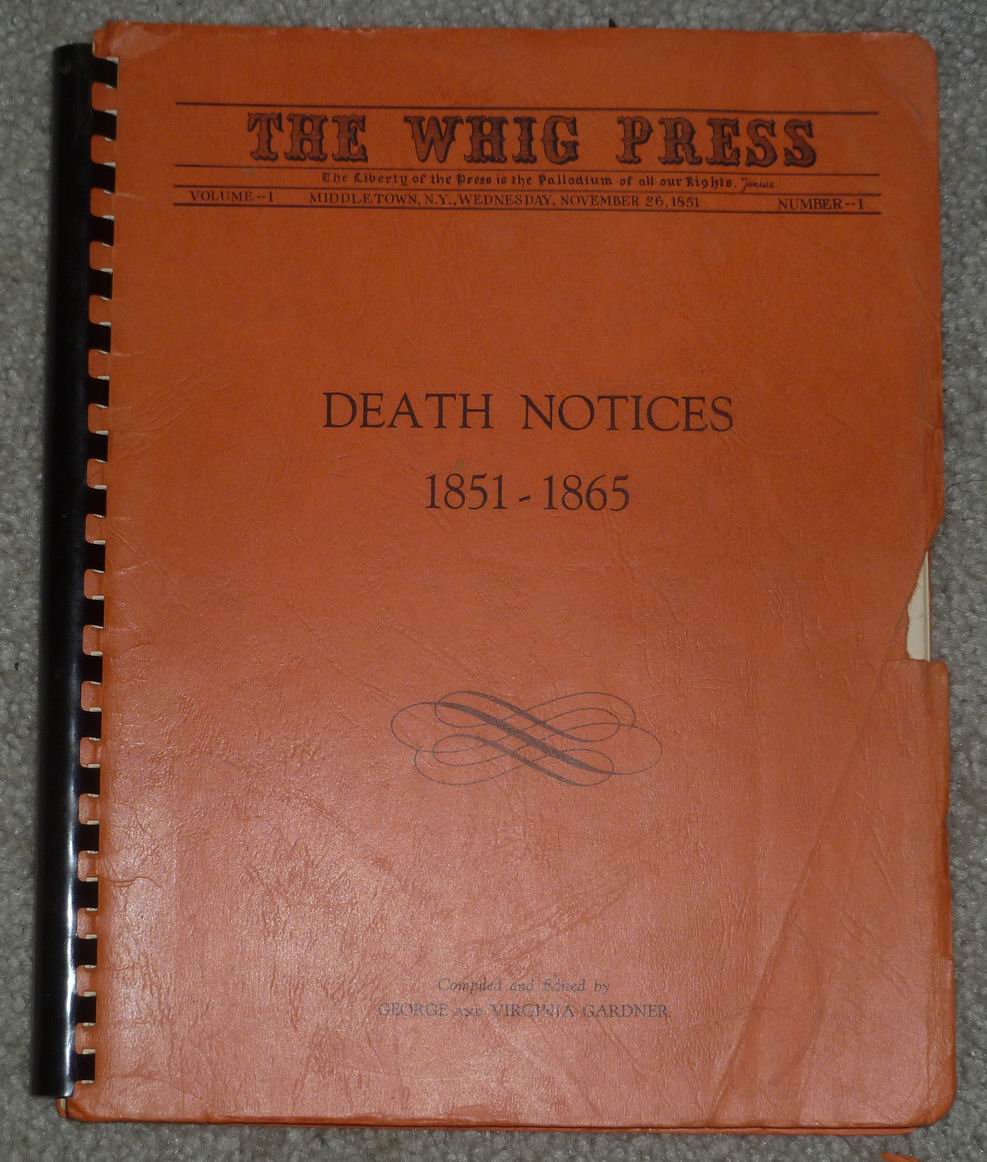 THE WHIG PRESS
The Liberty of the Press is the Palladium of all our Rights. Junius
VOLUME--I MIDDLETOWN, N.Y., WEDNESDAY, NOVEMBER 26, 1851 NUMBER--I
DEATH NOTICES
1851-1865
Compiled and Edited by
GEORGE AND VIRGINIA GARDNER